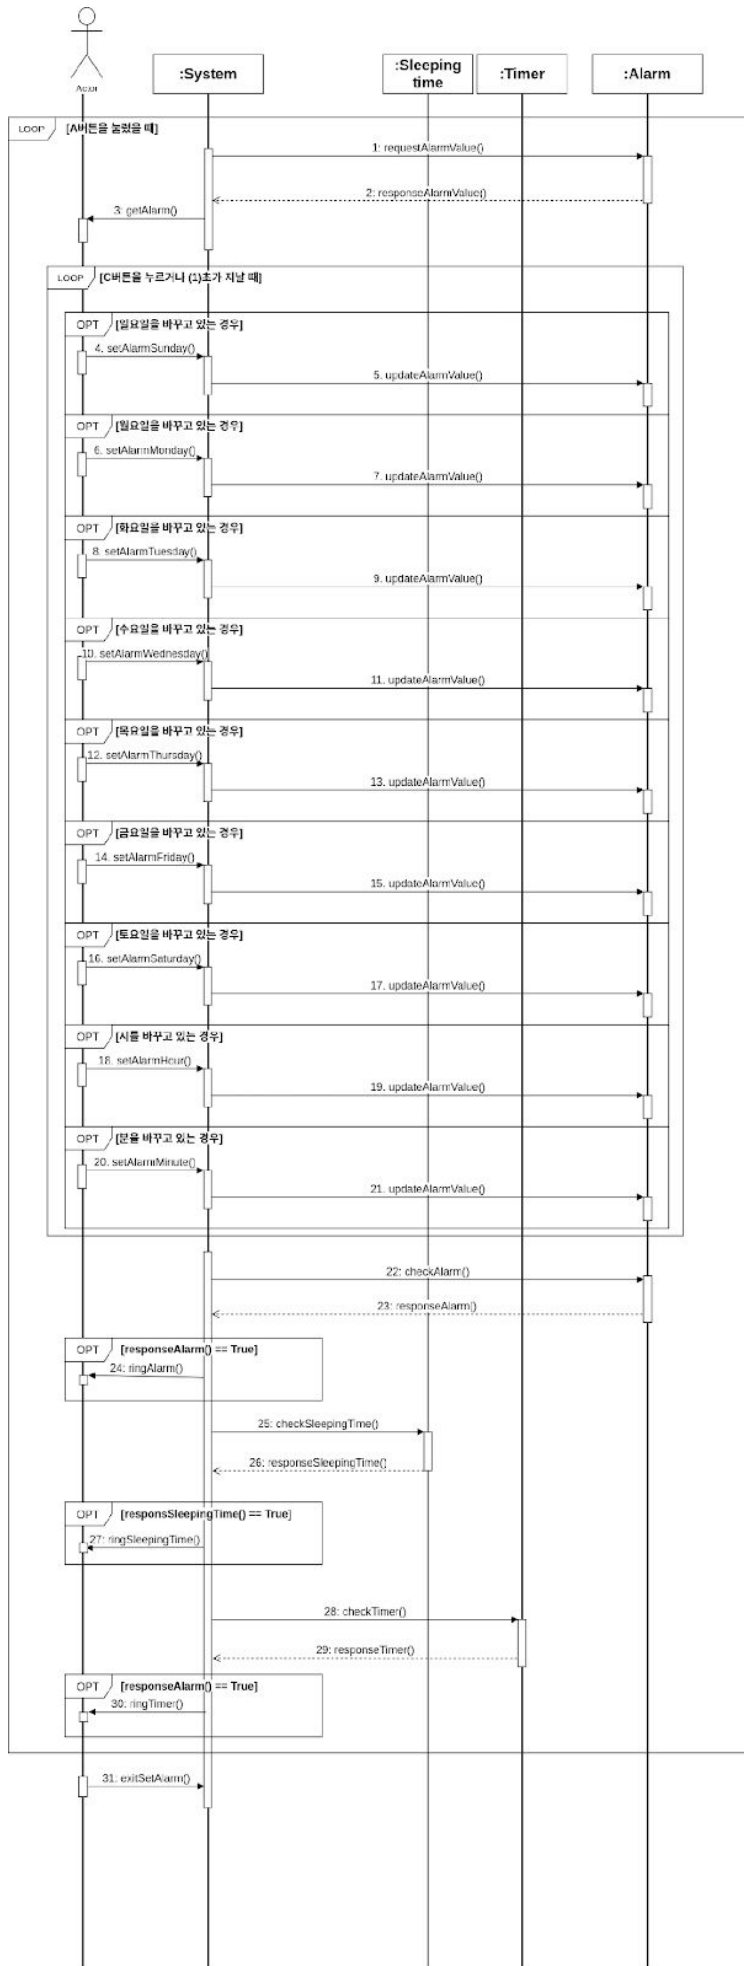 :System
:Sleeping
time
:Timer
:Alarm
Actor
LOOP
[A버튼을 눌렀을 때]
1: requestAlarmValue()
2: responseAlarmValue()
3: getAlarm()
LOOP
[C버튼을 누르거나 (1)초가 지날 때]
OPT
[일요일을 바꾸고 있는 경우]
4. setAlarmSunday()
5. updateAlarmValue()
OPT
[월요일을 바꾸고 있는 경우]
6. setAlarmMonday()
7. updateAlarmValue()
OPT
[화요일을 바꾸고 있는 경우]
8. setAlarmTuesday()
9. updateAlarmValue()
OPT
[수요일을 바꾸고 있는 경우]
10. setAlarmWednesday()
11. updateAlarmValue()
OPT
[목요일을 바꾸고 있는 경우]
12. setAlarmThursday()
13. updateAlarmValue()
OPT
[금요일을 바꾸고 있는 경우]
14. setAlarmFriday()
15. updateAlarmValue()
OPT
[토요일을 바꾸고 있는 경우]
16. setAlarmSaturday()
17. updateAlarmValue()
OPT
[시를 바꾸고 있는 경우]
18. setAlarmHour()
19. updateAlarmValue()
OPT
[분을 바꾸고 있는 경우]
20. setAlarmMinute()
21. updateAlarmValue()
22: checkAlarm()
23: responseAlarm()
OPT
[responseAlarm() == True]
24: ringAlarm()
25: checkSleepingTime()
26: responseSleepingTime()
OPT
[responsSleepingTime() == True]
27: ringSleepingTime()
28: checkTimer()
29: responseTimer()
OPT
[responseAlarm() == True]
30: ringTimer()
31: exitSetAlarm()